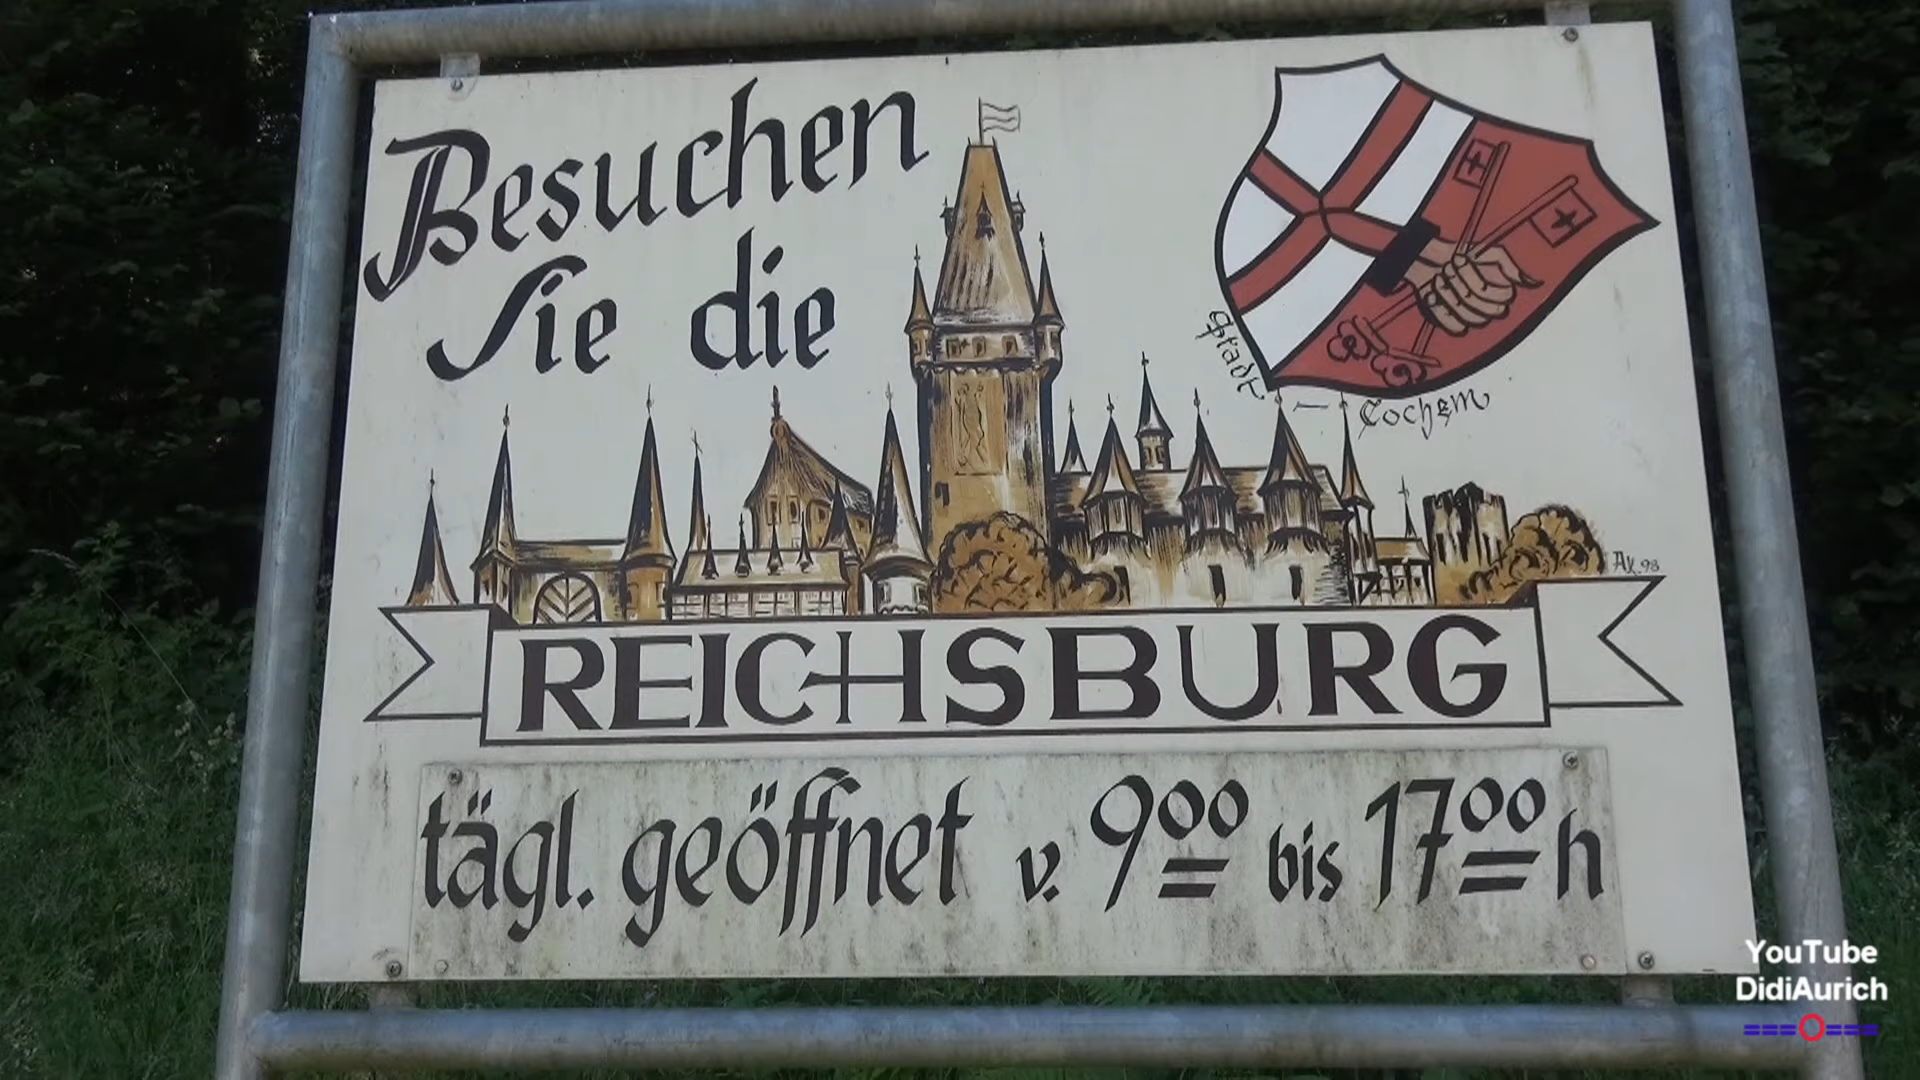 Besuchen
Sie die
Stadt - Cochem
Ax. 98
REICHSBURG
tägl. geöffnet v. 9⁰⁰ bis 17⁰⁰ h
YouTube
DidiAurich
===O===